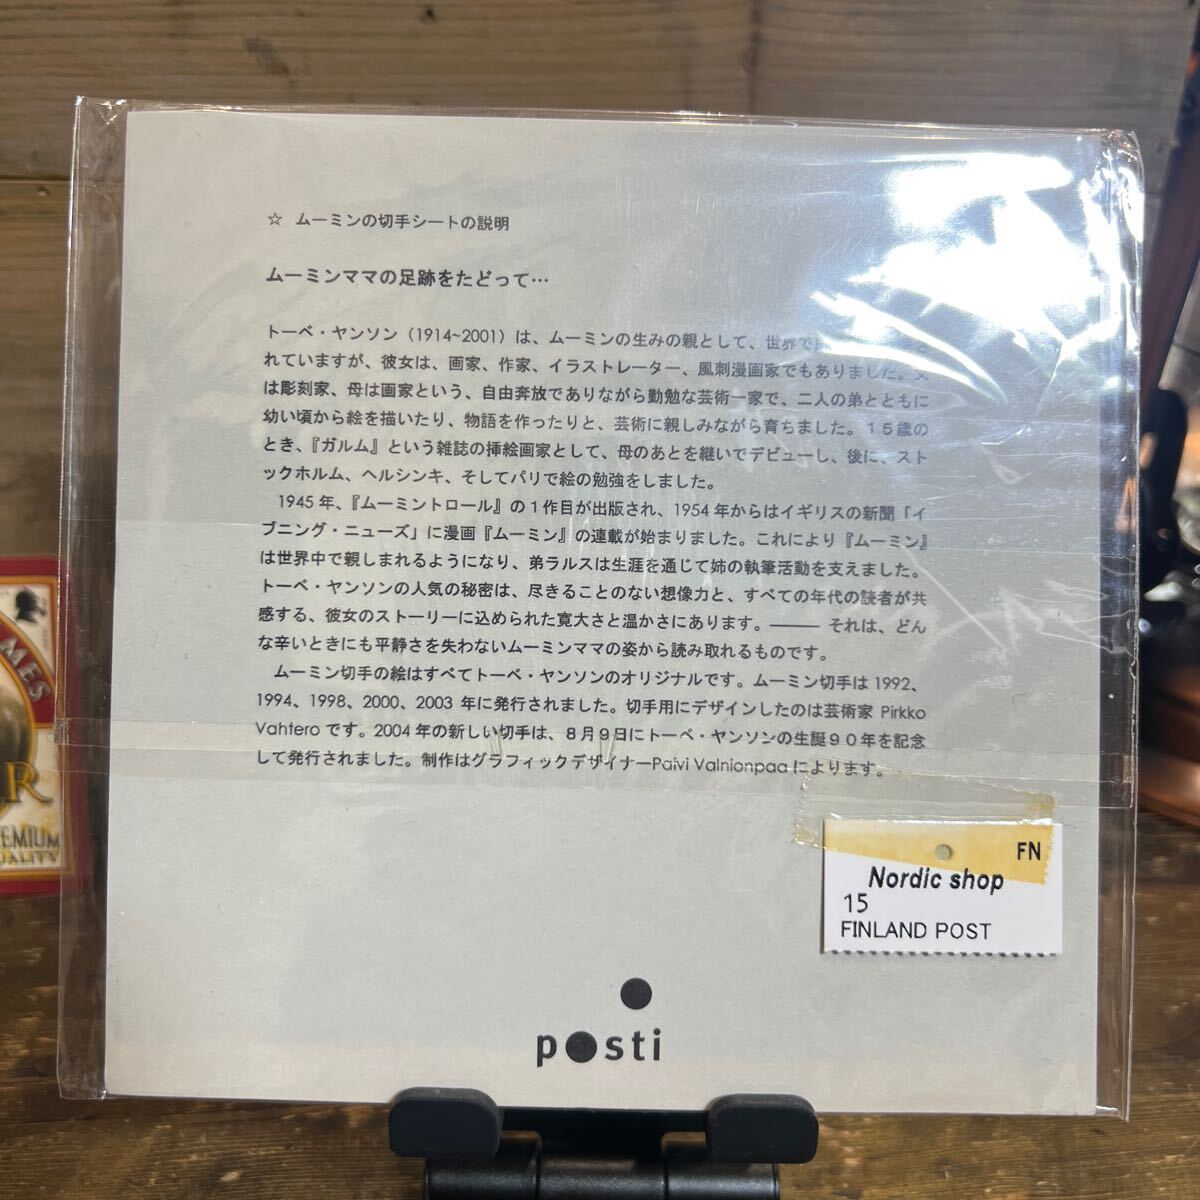 ☆ ムーミンの切手シートの説明
ムーミンママの足跡をたどって…
トーベ・ヤンソン（1914~2001）は、ムーミンの生みの親として、世界で
れていますが、彼女は、画家、作家、イラストレーター、風刺漫画家でもありました。父
は彫刻家、母は画家という、自由奔放でありながら勤勉な芸術一家で、二人の弟とともに
幼い頃から絵を描いたり、物語を作ったりと、芸術に親しみながら育ちました。１５歳の
とき、『ガルム』という雑誌の挿絵画家として、母のあとを継いでデビューし、後に、スト
ックホルム、ヘルシンキ、そしてパリで絵の勉強をしました。
1945年、『ムーミントロール』の１作目が出版され、1954年からはイギリスの新聞「イ
ブニング・ニューズ」に漫画『ムーミン』の連載が始まりました。これにより『ムーミン』
は世界中で親しまれるようになり、弟ラルスは生涯を通じて姉の執筆活動を支えました。
トーベ・ヤンソンの人気の秘密は、尽きることのない想像力と、すべての年代の読者が共
感する、彼女のストーリーに込められた寛大さと温かさにあります。―― それは、どん
な辛いときにも平静さを失わないムーミンママの姿から読み取れるものです。
ムーミン切手の絵はすべてトーベ・ヤンソンのオリジナルです。ムーミン切手は1992、
1994、1998、2000、2003 年に発行されました。切手用にデザインしたのは芸術家 Pirkko
Vahtero です。2004 年の新しい切手は、８月９日にトーベ・ヤンソンの生誕９０年を記念
して発行されました。制作はグラフィックデザイナーPaivi Valnionpaa によります。
FN
Nordic shop
15
FINLAND POST
posti
MES
R
REMIUM
UALITY